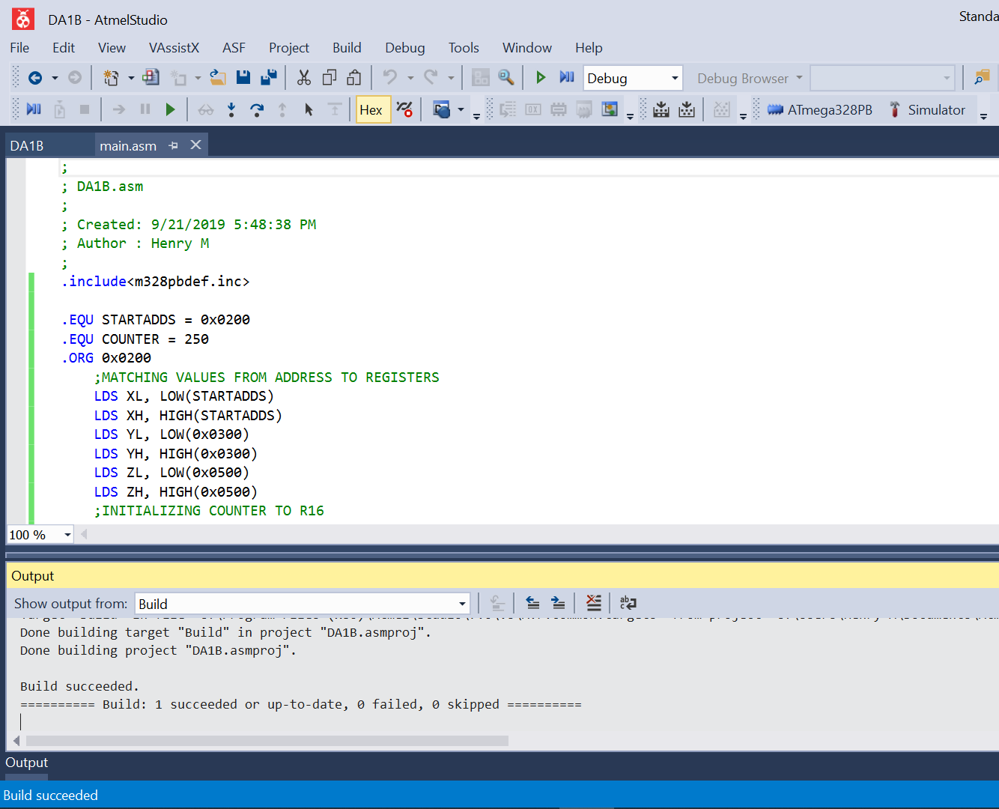 DA1B - AtmelStudio
Standa
File Edit View VAssistX ASF Project Build Debug Tools Window Help
Debug Debug Browser
Hex ATmega328PB Simulator
DA1B main.asm
;
; DA1B.asm
;
; Created: 9/21/2019 5:48:38 PM
; Author : Henry M
;
.include<m328pbdef.inc>
.EQU STARTADDS = 0x0200
.EQU COUNTER = 250
.ORG 0x0200
;MATCHING VALUES FROM ADDRESS TO REGISTERS
LDS XL, LOW(STARTADDS)
LDS XH, HIGH(STARTADDS)
LDS YL, LOW(0x0300)
LDS YH, HIGH(0x0300)
LDS ZL, LOW(0x0500)
LDS ZH, HIGH(0x0500)
;INITIALIZING COUNTER TO R16
100 %
Output
Show output from: Build
Done building target "Build" in project "DA1B.asmproj".
Done building project "DA1B.asmproj".
Build succeeded.
========== Build: 1 succeeded or up-to-date, 0 failed, 0 skipped ==========
Output
Build succeeded